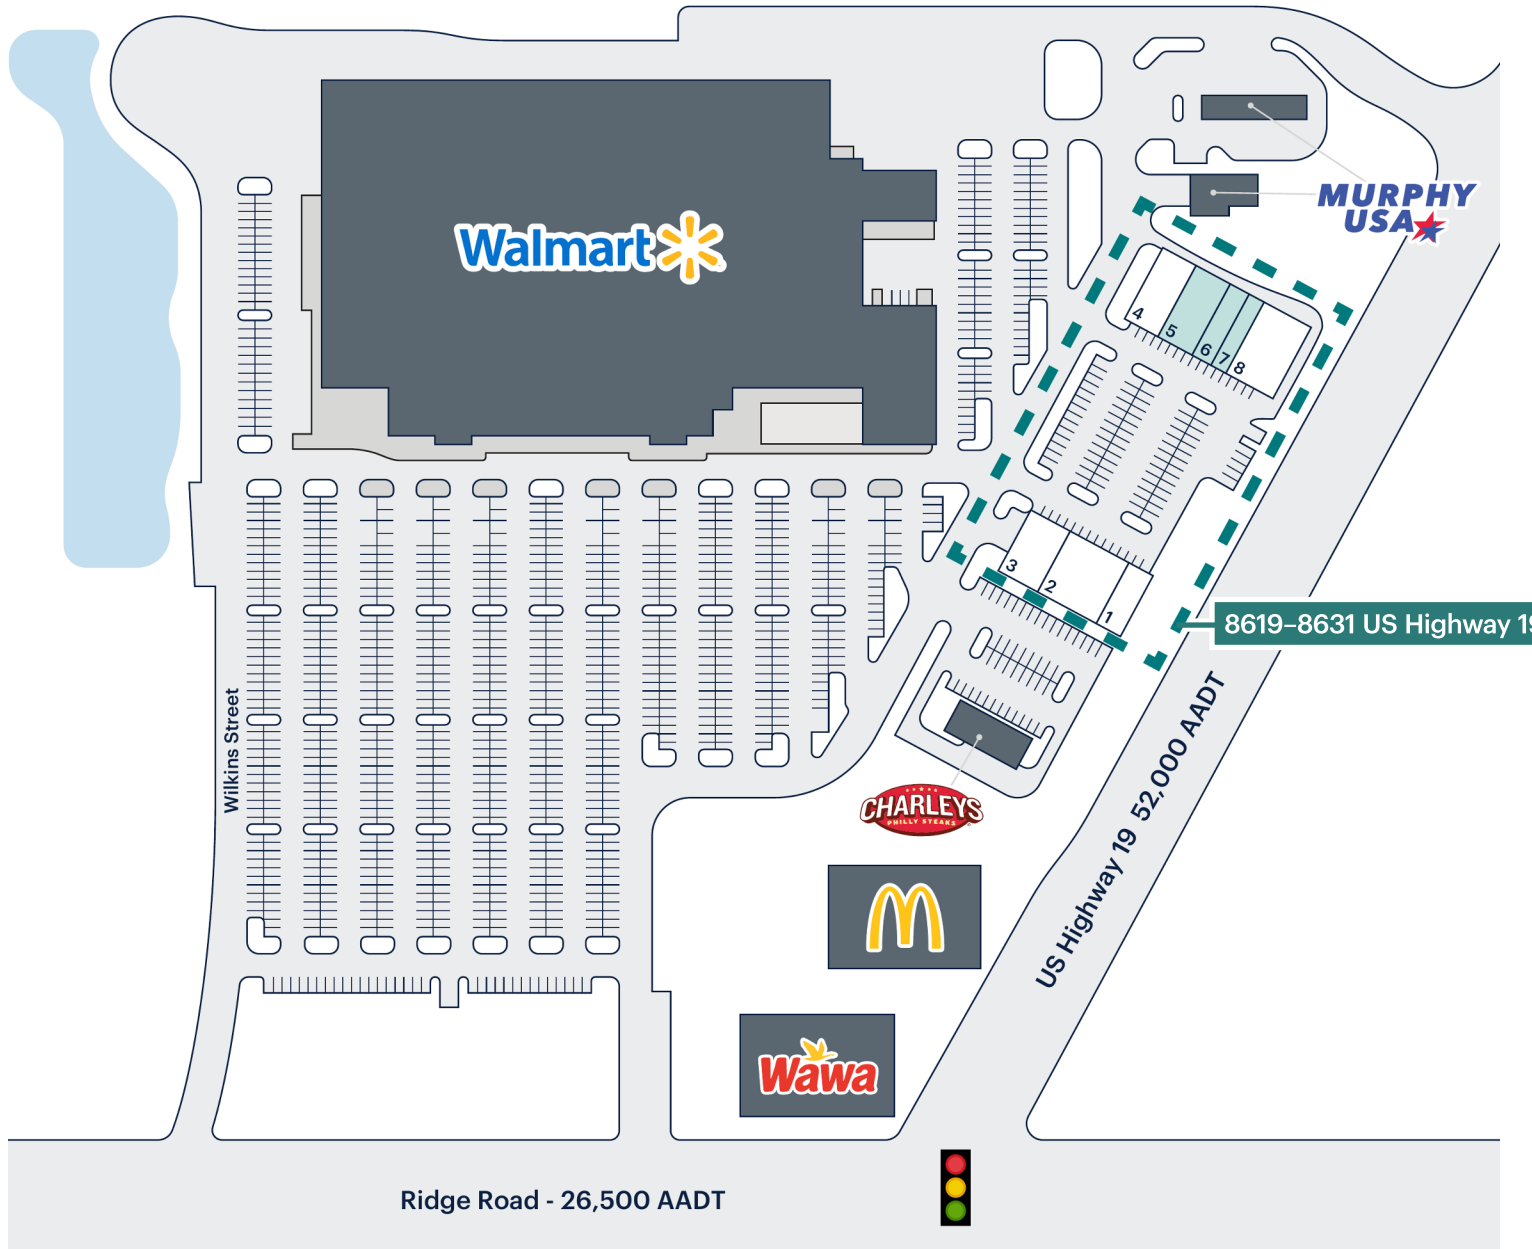 MURPHY
USA
Walmart
4
5
6
7
8
3
2
1
8619–8631 US Highway 19
Wilkins Street
US Highway 19 52,000 AADT
CHARLEYS
PHILLY STEAKS
Wawa
Ridge Road - 26,500 AADT